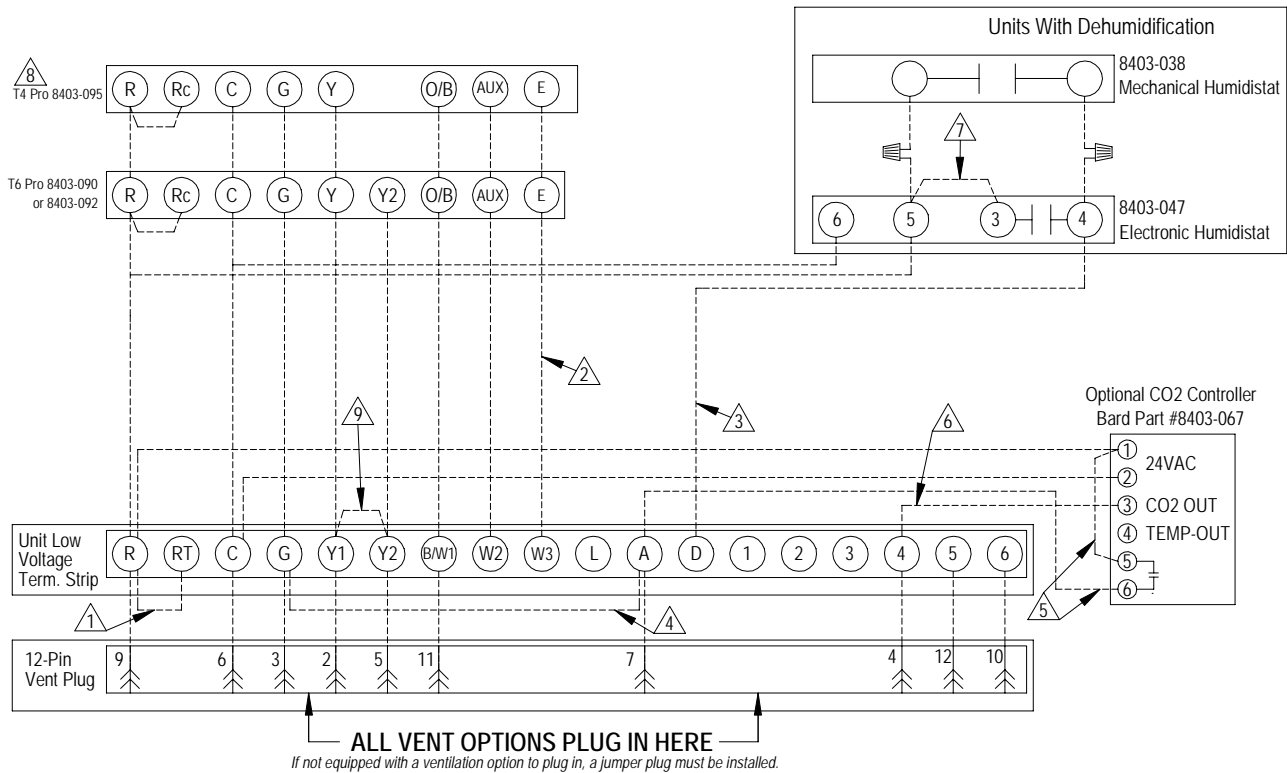 Units With Dehumidification
8403-038
Mechanical Humidistat
8
T4 Pro 8403-095
R Rc C G Y O/B AUX E
7
T6 Pro 8403-090
or 8403-092
R Rc C G Y Y2 O/B AUX E
6 5 3 4
8403-047
Electronic Humidistat
2
9
3
6
Optional CO2 Controller
Bard Part #8403-067
1
24VAC
2
3 CO2 OUT
4 TEMP-OUT
5
6
Unit Low
Voltage
Term. Strip
R RT C G Y1 Y2 B/W1 W2 W3 L A D 1 2 3 4 5 6
1
4
5
12-Pin
Vent Plug
9 6 3 2 5 11 7 4 12 10
ALL VENT OPTIONS PLUG IN HERE
If not equipped with a ventilation option to plug in, a jumper plug must be installed.